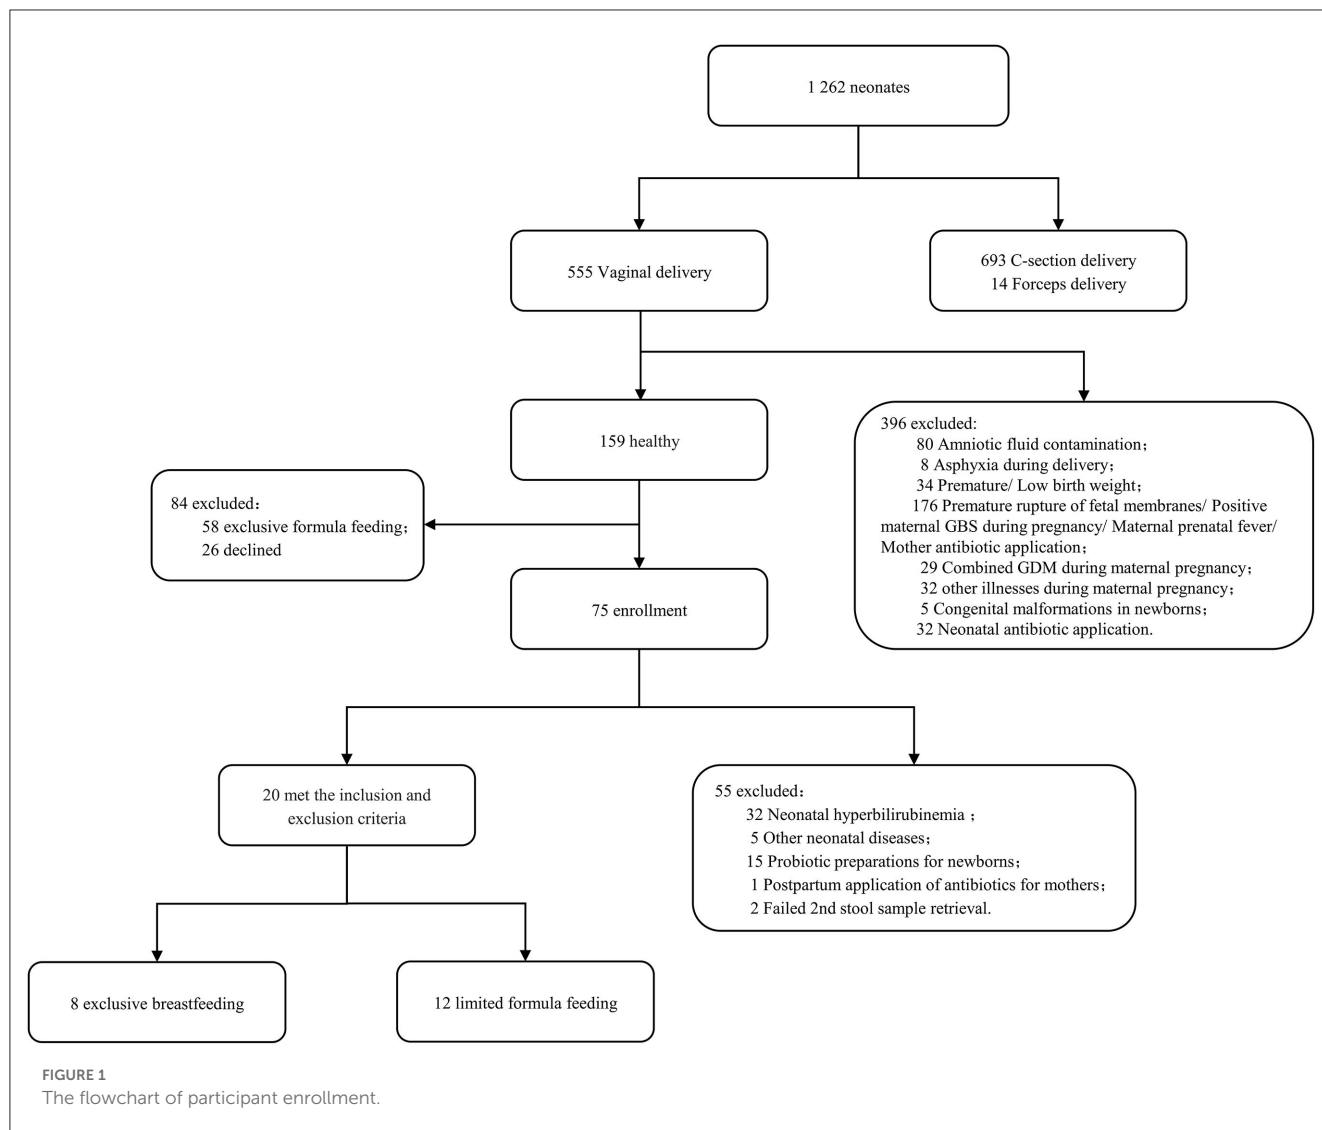 1 262 neonates
555 Vaginal delivery
693 C-section delivery
14 Forceps delivery
159 healthy
396 excluded:
80 Amniotic fluid contamination；
8 Asphyxia during delivery；
34 Premature/ Low birth weight；
176 Premature rupture of fetal membranes/ Positive
maternal GBS during pregnancy/ Maternal prenatal fever/
Mother antibiotic application；
29 Combined GDM during maternal pregnancy；
32 other illnesses during maternal pregnancy；
5 Congenital malformations in newborns；
32 Neonatal antibiotic application.
84 excluded：
58 exclusive formula feeding；
26 declined
75 enrollment
20 met the inclusion and
exclusion criteria
55 excluded：
32 Neonatal hyperbilirubinemia ；
5 Other neonatal diseases；
15 Probiotic preparations for newborns；
1 Postpartum application of antibiotics for mothers；
2 Failed 2nd stool sample retrieval.
8 exclusive breastfeeding
12 limited formula feeding
FIGURE 1
The flowchart of participant enrollment.